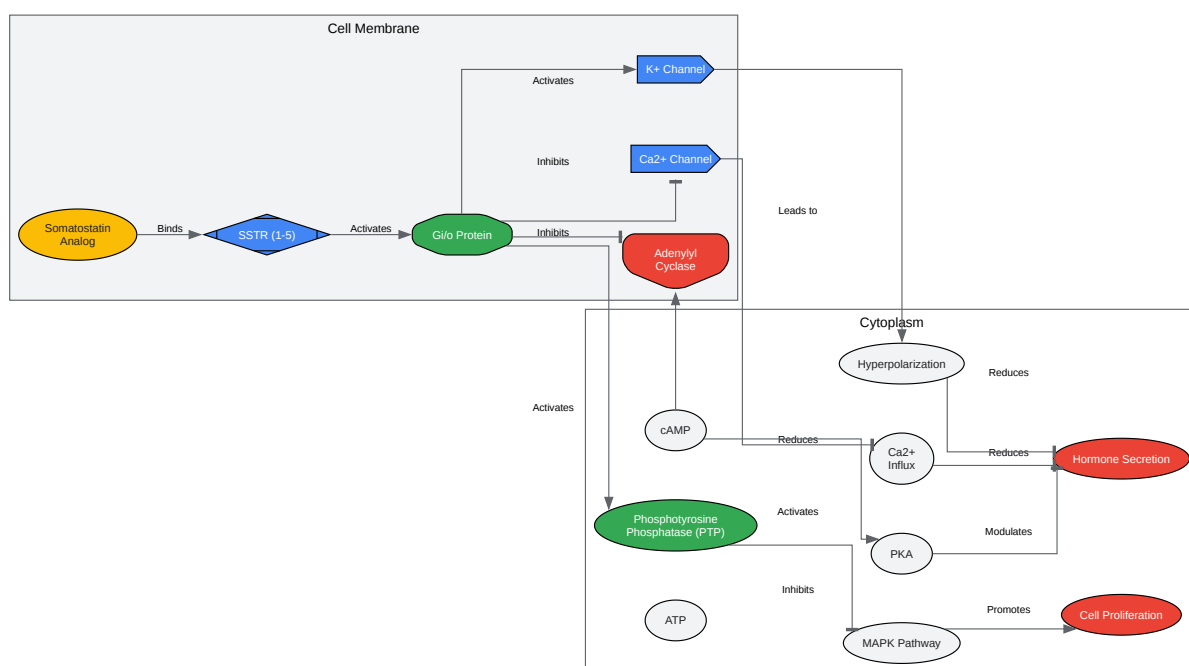 Cell Membrane
K+ Channel
Activates
Ca2+ Channel
Inhibits
Somatostatin
Analog
Binds
SSTR (1-5)
Activates
Gi/o Protein
Inhibits
Adenylyl
Cyclase
Leads to
Cytoplasm
Hyperpolarization
Reduces
Activates
cAMP
Reduces
Ca2+
Influx
Reduces
Hormone Secretion
Phosphotyrosine
Phosphatase (PTP)
Activates
PKA
Modulates
Inhibits
ATP
MAPK Pathway
Promotes
Cell Proliferation